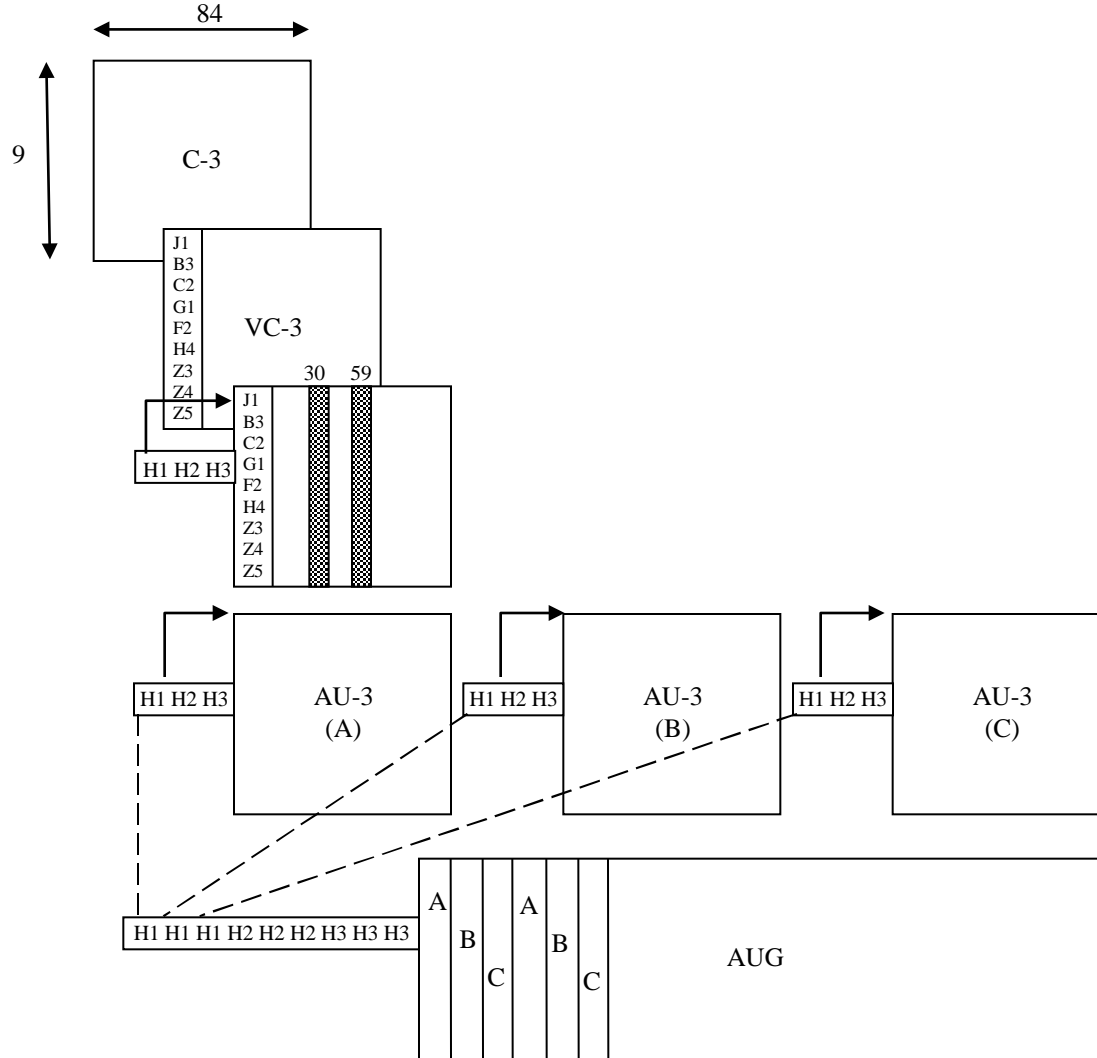 84
9
C-3
J1
B3
C2
G1
F2
H4
Z3
Z4
Z5
VC-3
30 59
H1 H2 H3
J1
B3
C2
G1
F2
H4
Z3
Z4
Z5
H1 H2 H3
AU-3
(A)
H1 H2 H3
AU-3
(B)
H1 H2 H3
AU-3
(C)
H1 H1 H1 H2 H2 H2 H3 H3 H3
A
B
C
A
B
C
AUG